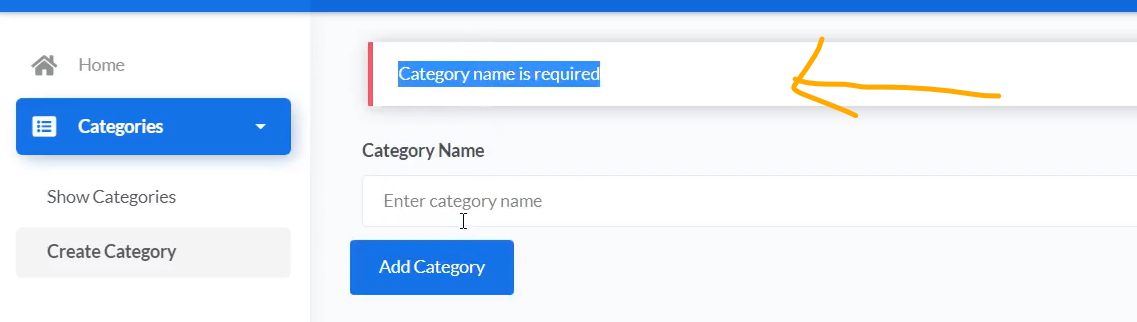 Home
Category name is required
Categories
Category Name
Show Categories
Enter category name
Create Category
Add Category